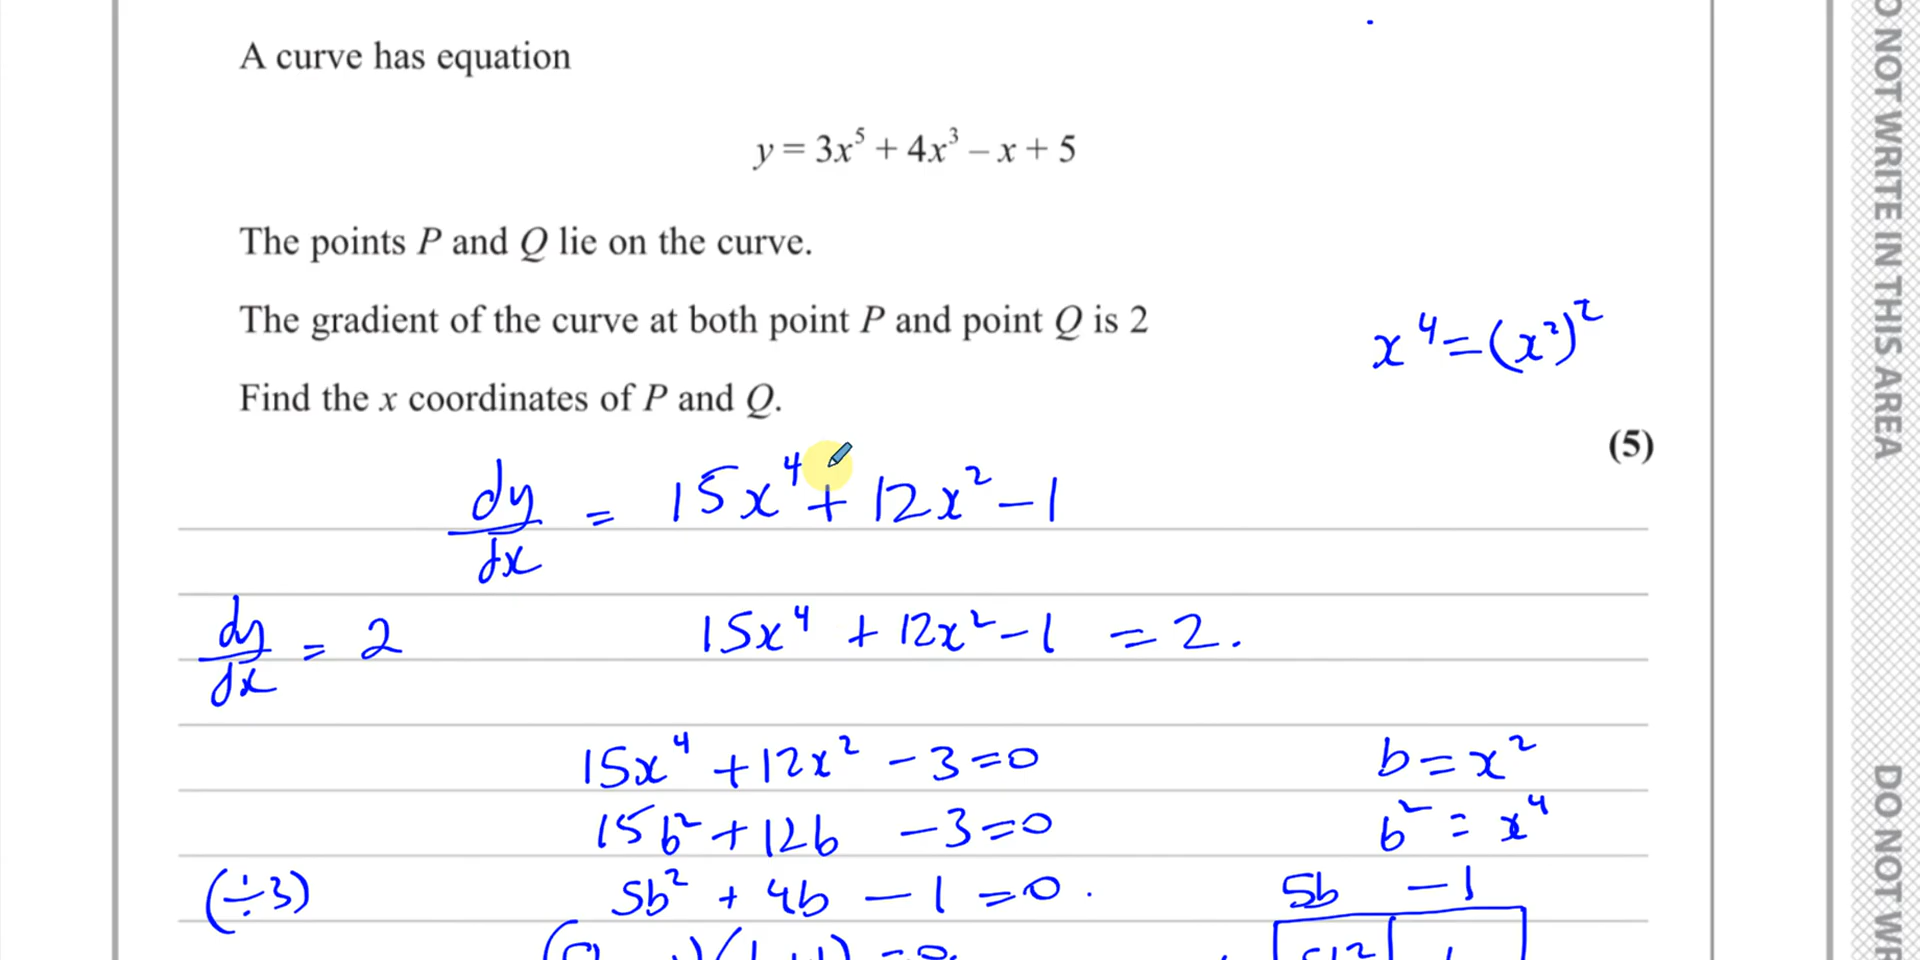 A curve has equation
y = 3x⁵ + 4x³ – x + 5
The points P and Q lie on the curve.
The gradient of the curve at both point P and point Q is 2
x⁴ = (x²)²
Find the x coordinates of P and Q.
(5)
dy/dx = 15x⁴ + 12x² – 1
dy/dx = 2
15x⁴ + 12x² – 1 = 2.
15x⁴ + 12x² – 3 = 0
b = x²
15b² + 12b – 3 = 0
b² = x⁴
(÷3)
5b² + 4b – 1 = 0.
5b – 1
O NOT WRITE IN THIS AREA
DO NOT WR